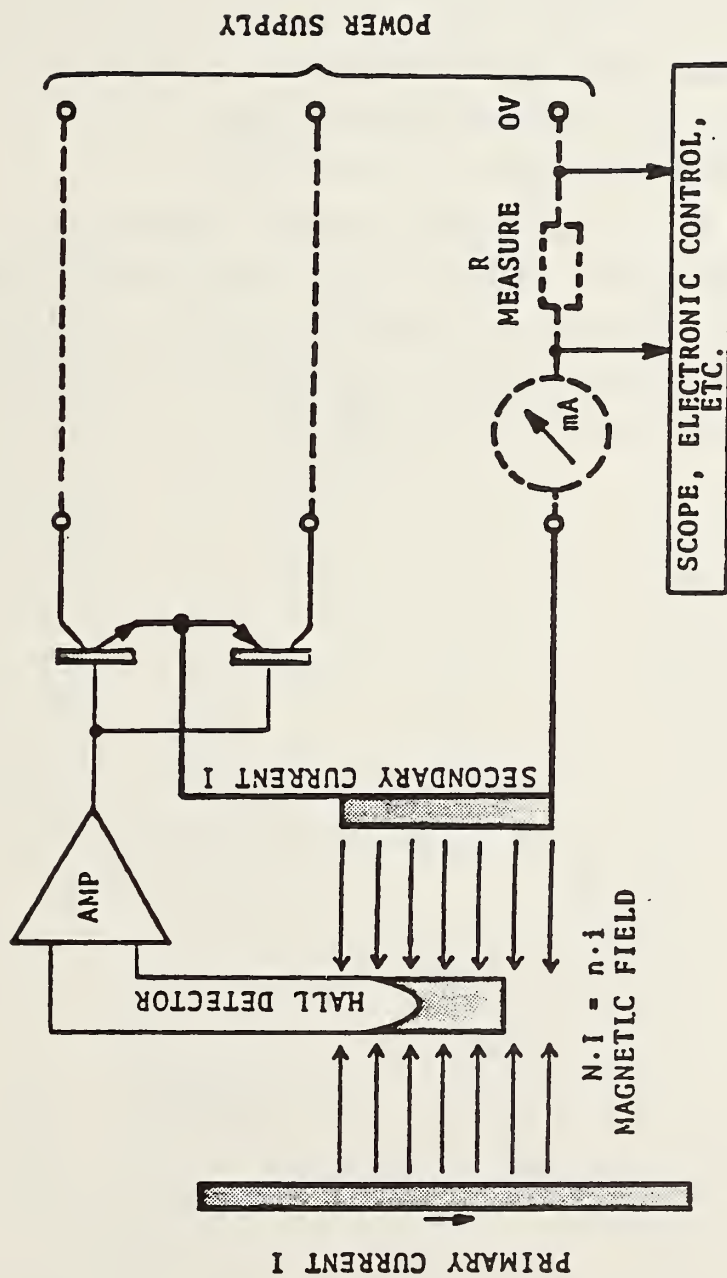 POWER SUPPLY
0V
R
MEASURE
mA
SCOPE, ELECTRONIC CONTROL,
ETC.
AMP
SECONDARY CURRENT I
HALL DETECTOR
N·I = n·i
MAGNETIC FIELD
PRIMARY CURRENT I